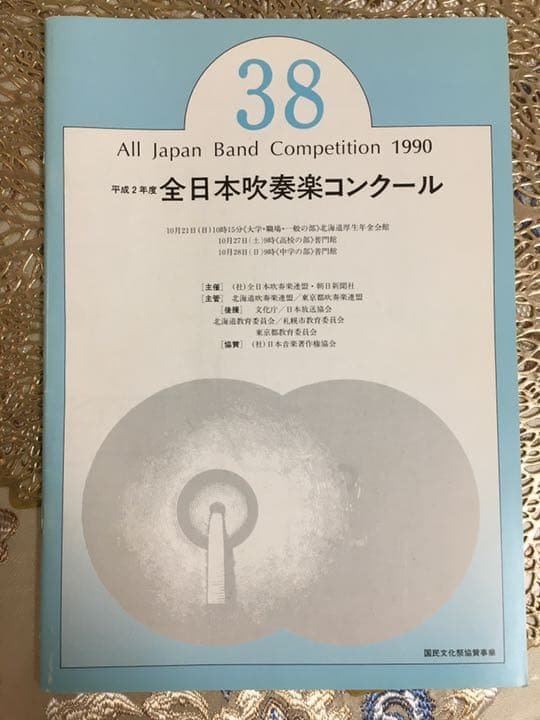 38
All Japan Band Competition 1990
平成2年度 全日本吹奏楽コンクール
10月21日(日)10時15分《大学・職場・一般の部》北海道厚生年金会館
10月27日(土)9時《高校の部》普門館
10月28日(日)9時《中学の部》普門館
[主催] (社)全日本吹奏楽連盟・朝日新聞社
[主管] 北海道吹奏楽連盟/東京都吹奏楽連盟
[後援] 文化庁/日本放送協会
北海道教育委員会/札幌市教育委員会
東京都教育委員会
[協賛] (社)日本音楽著作権協会
国民文化祭協賛事業